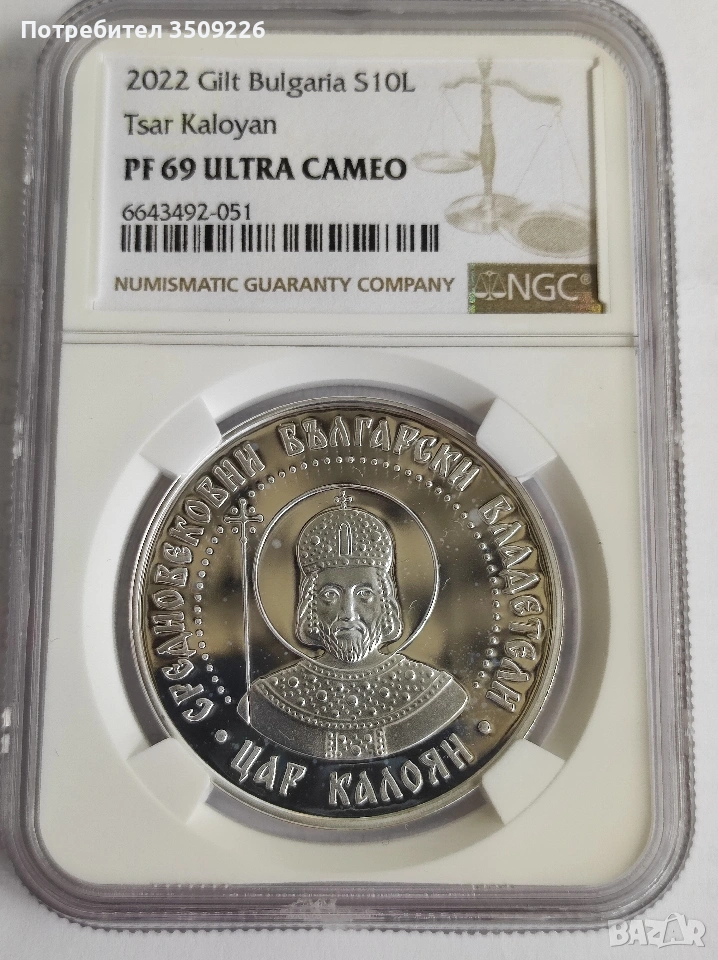 Потребител 3509226
2022 Gilt Bulgaria S10L
Tsar Kaloyan
PF 69 ULTRA CAMEO
6643492-051
NUMISMATIC GUARANTY COMPANY
NGC®
• СРЕДНОВЕКОВНИ БЪЛГАРСКИ ВЛАДЕТЕЛИ •
ЦАР КАЛОЯН
BAZAR